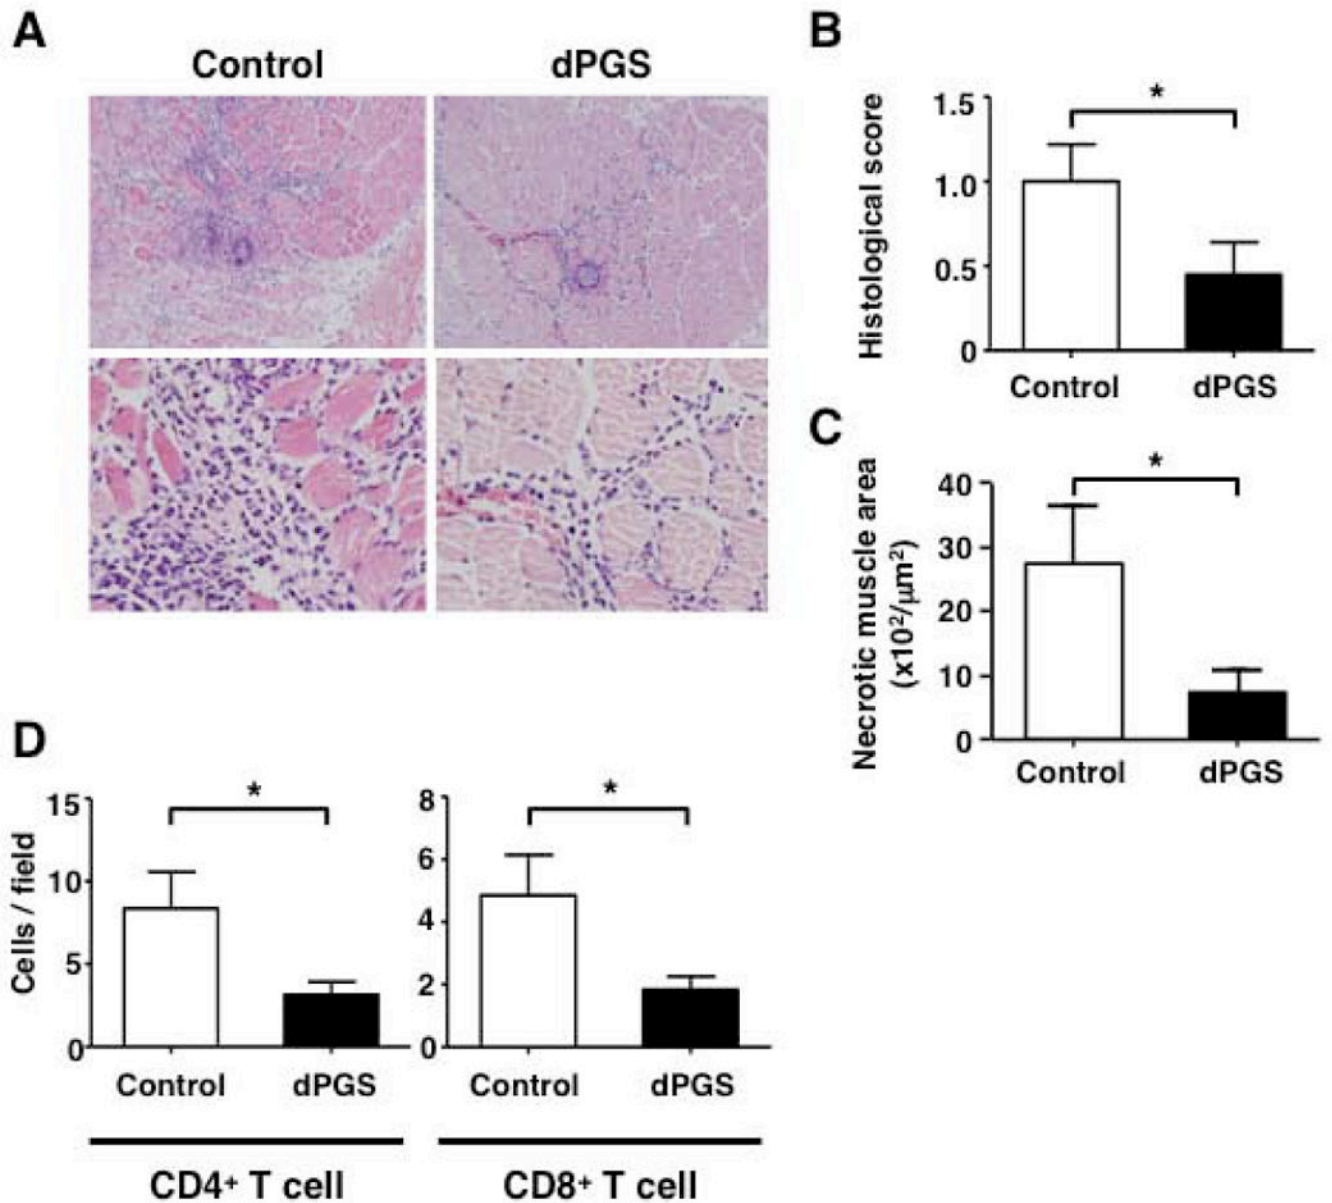 A
Control dPGS
B
Histological score
*
1.5
1.0
0.5
0
Control dPGS
C
Necrotic muscle area
(x10²/µm²)
*
40
30
20
10
0
Control dPGS
D
Cells / field
*
15
10
5
0
Control dPGS
CD4⁺ T cell
*
8
6
4
2
0
Control dPGS
CD8⁺ T cell